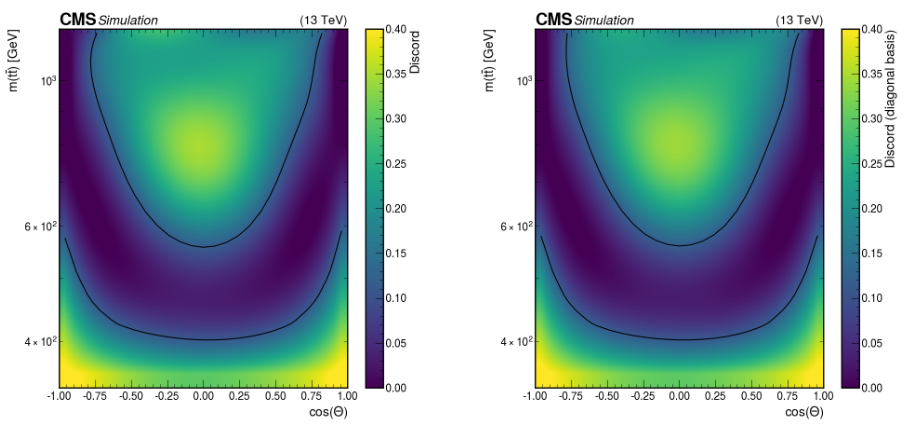 CMS Simulation (13 TeV)
m(tt̄) [GeV]
10³
6 × 10²
4 × 10²
-1.00 -0.75 -0.50 -0.25 0.00 0.25 0.50 0.75 1.00
cos(Θ)
0.40
0.35
0.30
0.25
0.20
0.15
0.10
0.05
0.00
Discord
CMS Simulation (13 TeV)
m(tt̄) [GeV]
10³
6 × 10²
4 × 10²
-1.00 -0.75 -0.50 -0.25 0.00 0.25 0.50 0.75 1.00
cos(Θ)
0.40
0.35
0.30
0.25
0.20
0.15
0.10
0.05
0.00
Discord (diagonal basis)